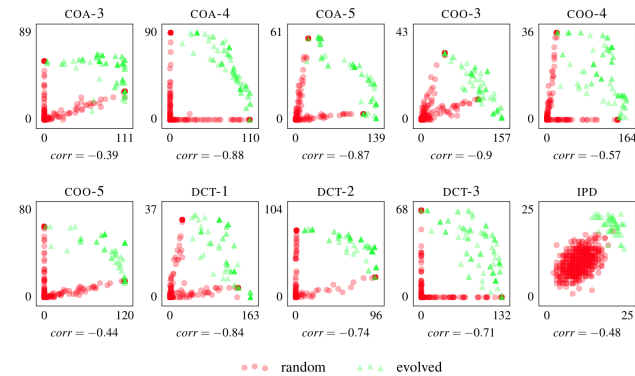 COA-3 COA-4 COA-5 COO-3 COO-4
89 90 61 43 36
0 0 0 0 0
0 111 0 110 0 139 0 157 0 164
corr = −0.39 corr = −0.88 corr = −0.87 corr = −0.9 corr = −0.57
COO-5 DCT-1 DCT-2 DCT-3 IPD
80 37 104 68 25
0 0 0 0 0
0 120 0 163 0 96 0 132 0 25
corr = −0.44 corr = −0.84 corr = −0.74 corr = −0.71 corr = −0.48
random evolved